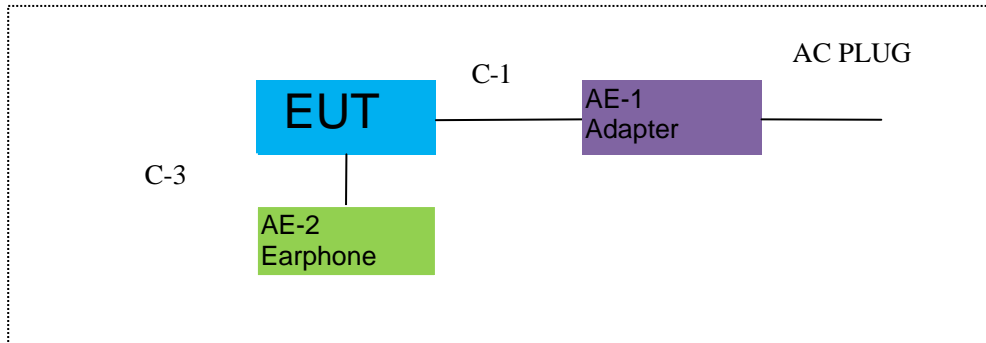 AC PLUG
C-1
EUT
AE-1
Adapter
C-3
AE-2
Earphone